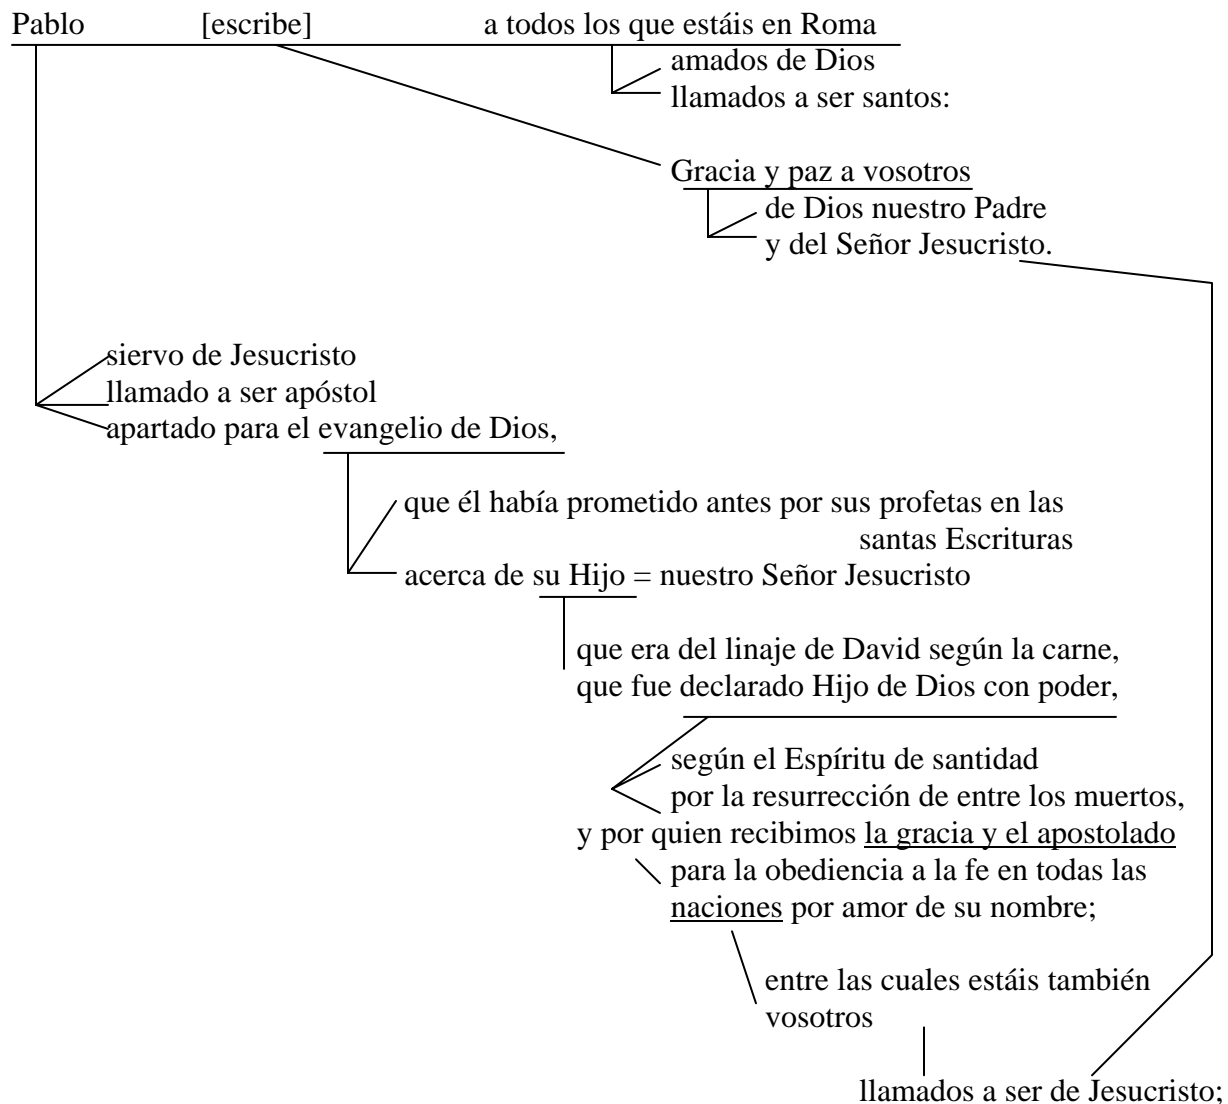 Pablo [escribe] a todos los que estáis en Roma
amados de Dios
llamados a ser santos:
Gracia y paz a vosotros
de Dios nuestro Padre
y del Señor Jesucristo.
siervo de Jesucristo
llamado a ser apóstol
apartado para el evangelio de Dios,
que él había prometido antes por sus profetas en las
santas Escrituras
acerca de su Hijo = nuestro Señor Jesucristo
que era del linaje de David según la carne,
que fue declarado Hijo de Dios con poder,
según el Espíritu de santidad
por la resurrección de entre los muertos,
y por quien recibimos la gracia y el apostolado
para la obediencia a la fe en todas las
naciones por amor de su nombre;
entre las cuales estáis también
vosotros
llamados a ser de Jesucristo;